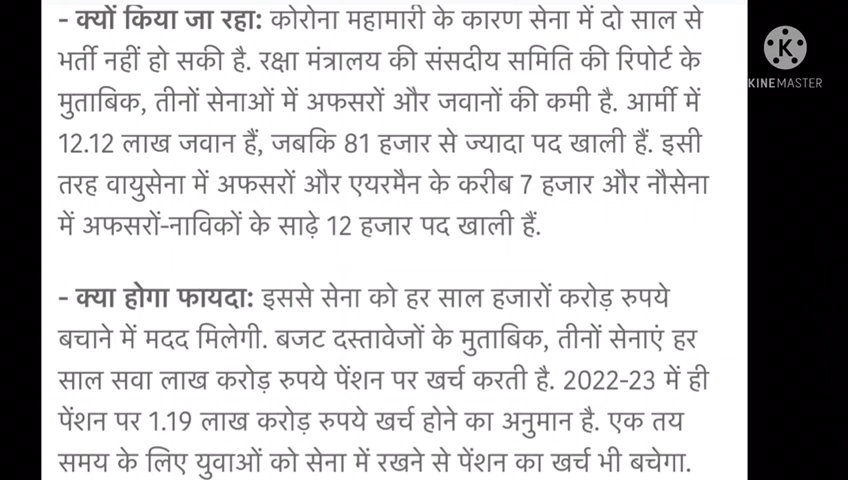 - क्यों किया जा रहा: कोरोना महामारी के कारण सेना में दो साल से
भर्ती नहीं हो सकी है. रक्षा मंत्रालय की संसदीय समिति की रिपोर्ट के
मुताबिक, तीनों सेनाओं में अफसरों और जवानों की कमी है. आर्मी में
12.12 लाख जवान हैं, जबकि 81 हजार से ज्यादा पद खाली हैं. इसी
तरह वायुसेना में अफसरों और एयरमैन के करीब 7 हजार और नौसेना
में अफसरों-नाविकों के साढ़े 12 हजार पद खाली हैं.
- क्या होगा फायदा: इससे सेना को हर साल हजारों करोड़ रुपये
बचाने में मदद मिलेगी. बजट दस्तावेजों के मुताबिक, तीनों सेनाएं हर
साल सवा लाख करोड़ रुपये पेंशन पर खर्च करती है. 2022-23 में ही
पेंशन पर 1.19 लाख करोड़ रुपये खर्च होने का अनुमान है. एक तय
समय के लिए युवाओं को सेना में रखने से पेंशन का खर्च भी बचेगा.
K
KINEMASTER